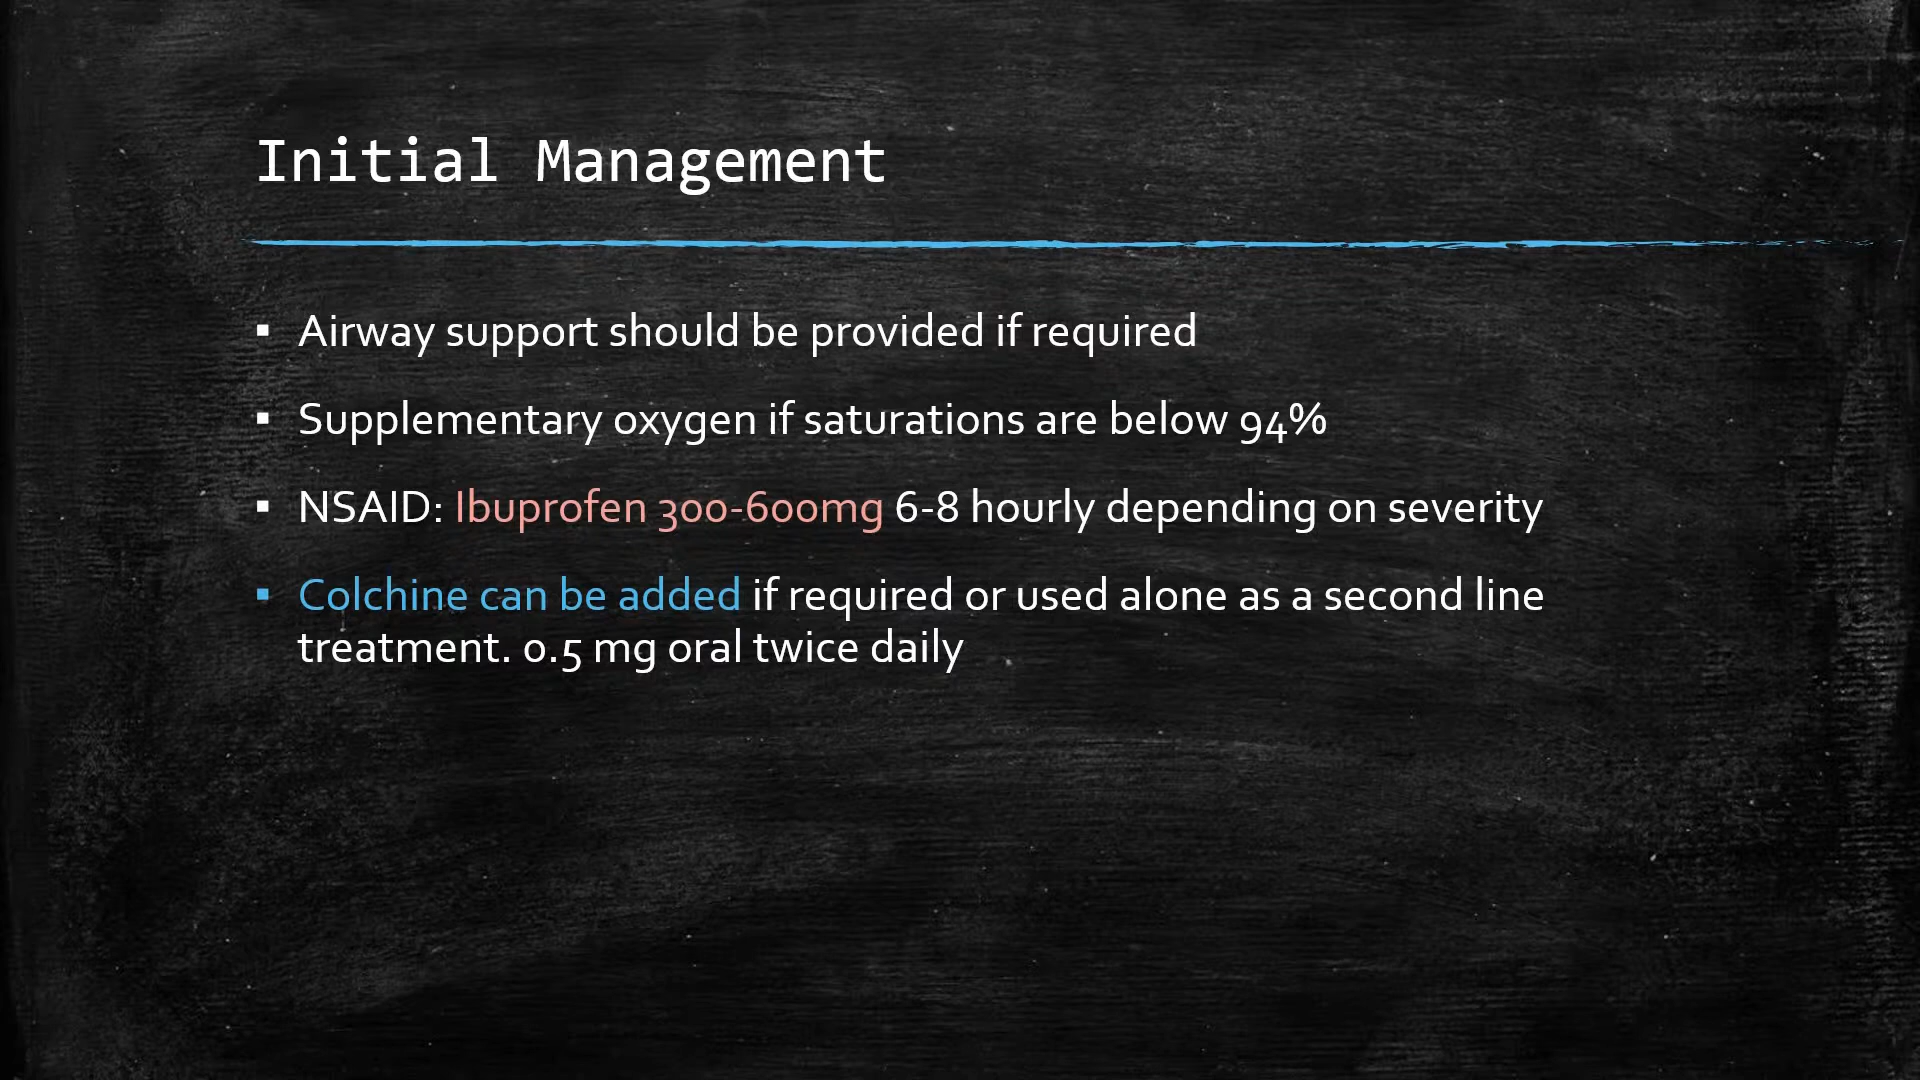 Initial Management
▪ Airway support should be provided if required
▪ Supplementary oxygen if saturations are below 94%
▪ NSAID: Ibuprofen 300-600mg 6-8 hourly depending on severity
▪ Colchine can be added if required or used alone as a second line
treatment. 0.5 mg oral twice daily